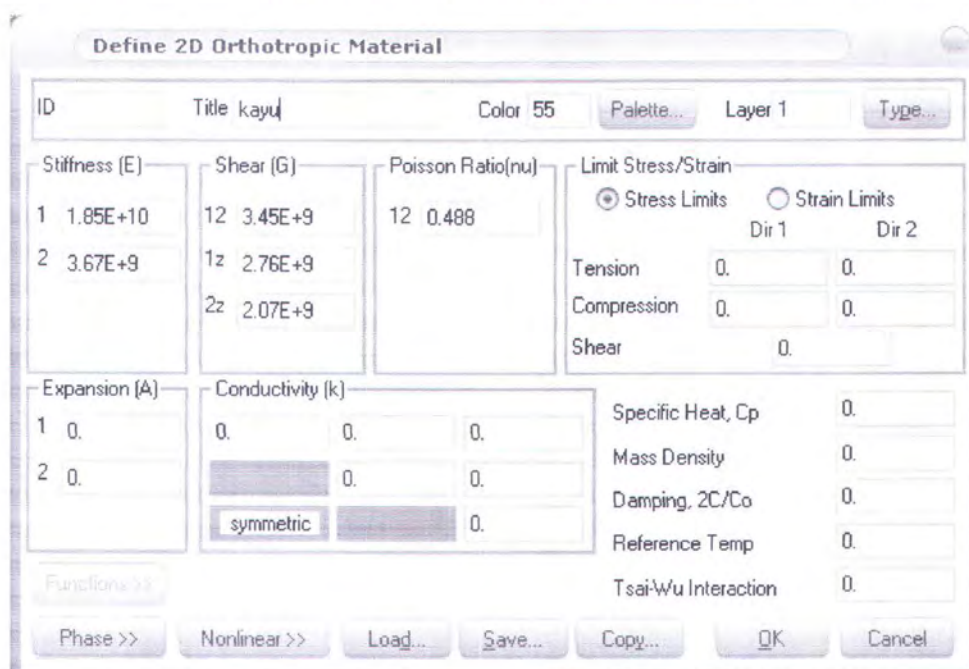 Define 2D Orthotropic Material
ID Title kayu Color 55 Palette... Layer 1 Type...
Stiffness (E)
1 1.85E+10
2 3.67E+9
Shear (G)
12 3.45E+9
1z 2.76E+9
2z 2.07E+9
Poisson Ratio(nu)
12 0.488
Limit Stress/Strain
Stress Limits Strain Limits
Dir 1 Dir 2
Tension 0. 0.
Compression 0. 0.
Shear 0.
Expansion (A)
1 0.
2 0.
Conductivity (k)
0. 0. 0.
0. 0.
symmetric 0.
Specific Heat, Cp 0.
Mass Density 0.
Damping, 2C/Co 0.
Reference Temp 0.
Tsai-Wu Interaction 0.
Functions >>
Phase >> Nonlinear >> Load... Save... Copy... OK Cancel